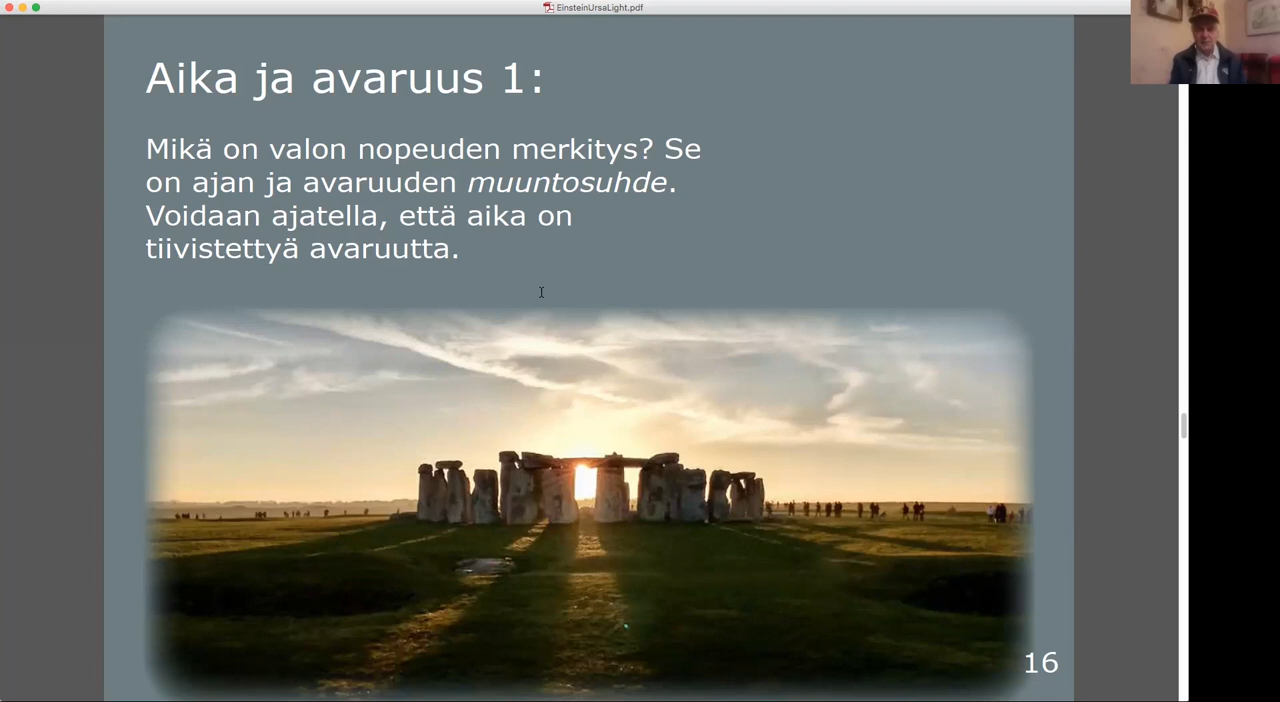 EinsteinUrsaLight.pdf
Aika ja avaruus 1:
Mikä on valon nopeuden merkitys? Se
on ajan ja avaruuden muuntosuhde.
Voidaan ajatella, että aika on
tiivistettyä avaruutta.
16